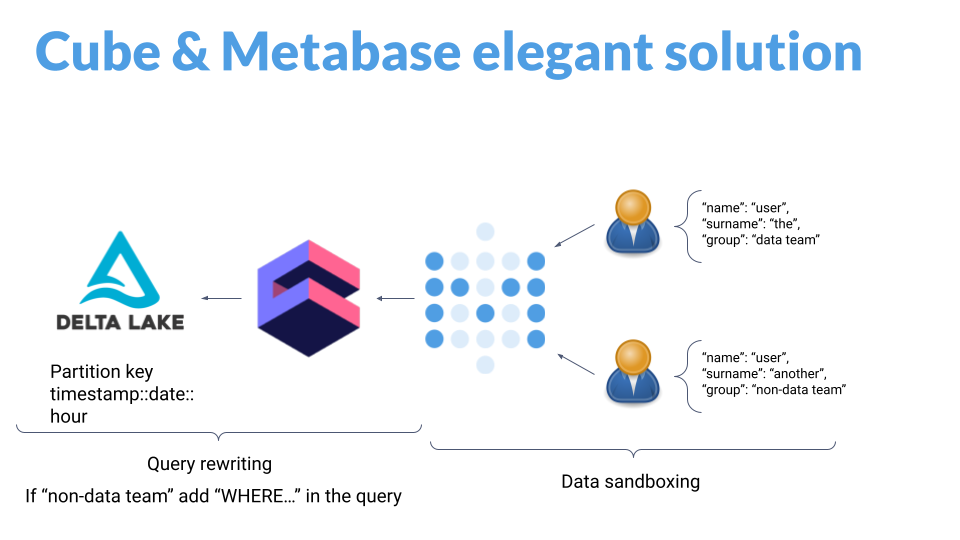 Cube & Metabase elegant solution
“name”: “user”,
“surname”: “the”,
“group”: “data team”
DELTA LAKE
“name”: “user”,
“surname”: “another”,
“group”: “non-data team”
Partition key
timestamp::date::
hour
Query rewriting
If “non-data team” add “WHERE…” in the query
Data sandboxing